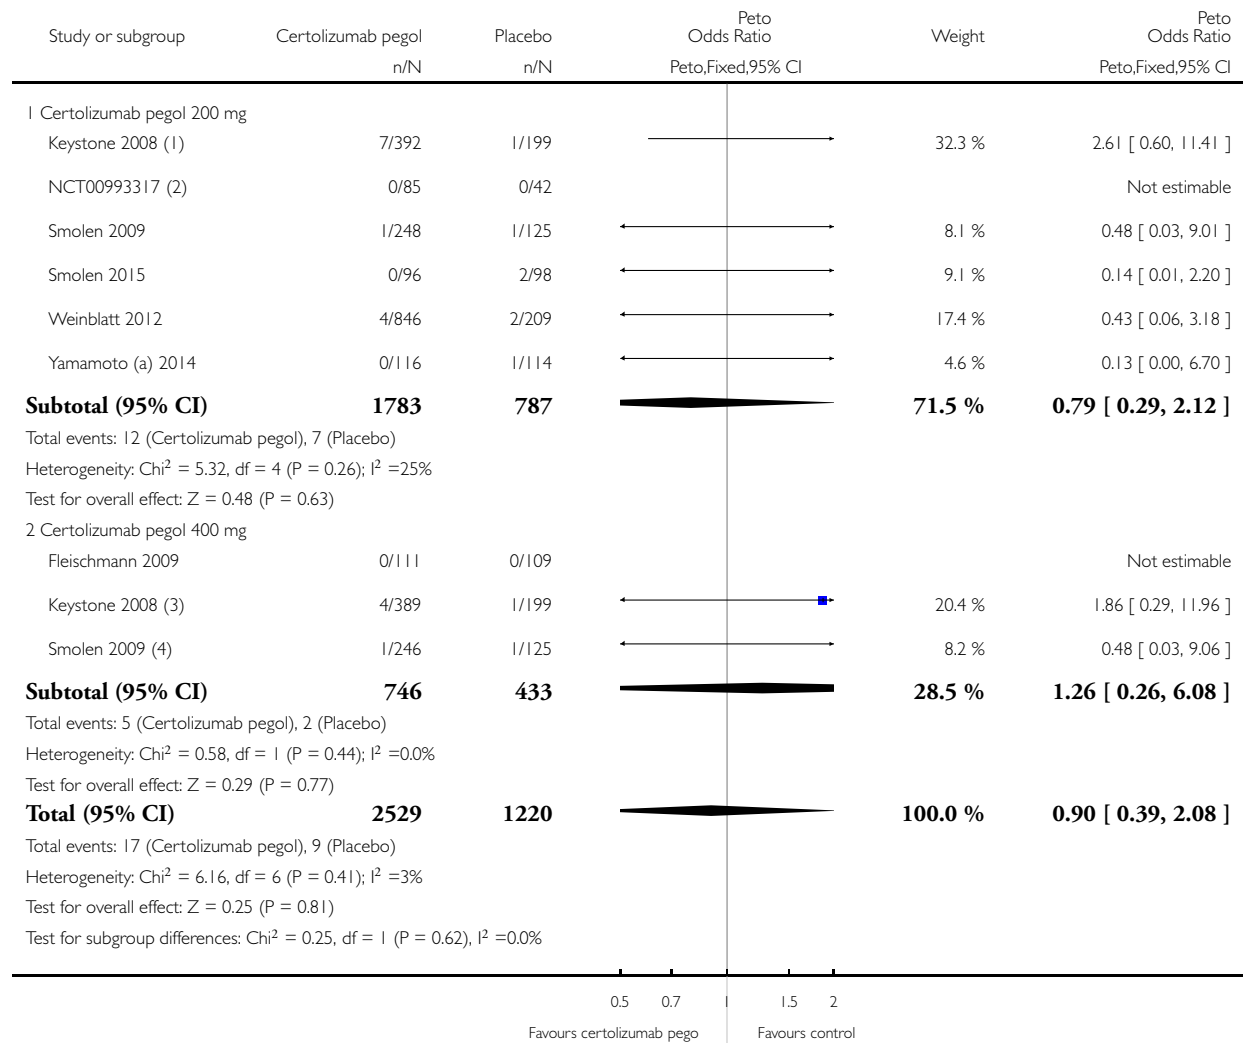 Study or subgroup Certolizumab pegol Placebo Peto Odds Ratio Weight Peto Odds Ratio
n/N n/N Peto,Fixed,95% CI Peto,Fixed,95% CI
1 Certolizumab pegol 200 mg
Keystone 2008 (1) 7/392 1/199 32.3 % 2.61 [ 0.60, 11.41 ]
NCT00993317 (2) 0/85 0/42 Not estimable
Smolen 2009 1/248 1/125 8.1 % 0.48 [ 0.03, 9.01 ]
Smolen 2015 0/96 2/98 9.1 % 0.14 [ 0.01, 2.20 ]
Weinblatt 2012 4/846 2/209 17.4 % 0.43 [ 0.06, 3.18 ]
Yamamoto (a) 2014 0/116 1/114 4.6 % 0.13 [ 0.00, 6.70 ]
Subtotal (95% CI) 1783 787 71.5 % 0.79 [ 0.29, 2.12 ]
Total events: 12 (Certolizumab pegol), 7 (Placebo)
Heterogeneity: Chi² = 5.32, df = 4 (P = 0.26); I² =25%
Test for overall effect: Z = 0.48 (P = 0.63)
2 Certolizumab pegol 400 mg
Fleischmann 2009 0/111 0/109 Not estimable
Keystone 2008 (3) 4/389 1/199 20.4 % 1.86 [ 0.29, 11.96 ]
Smolen 2009 (4) 1/246 1/125 8.2 % 0.48 [ 0.03, 9.06 ]
Subtotal (95% CI) 746 433 28.5 % 1.26 [ 0.26, 6.08 ]
Total events: 5 (Certolizumab pegol), 2 (Placebo)
Heterogeneity: Chi² = 0.58, df = 1 (P = 0.44); I² =0.0%
Test for overall effect: Z = 0.29 (P = 0.77)
Total (95% CI) 2529 1220 100.0 % 0.90 [ 0.39, 2.08 ]
Total events: 17 (Certolizumab pegol), 9 (Placebo)
Heterogeneity: Chi² = 6.16, df = 6 (P = 0.41); I² =3%
Test for overall effect: Z = 0.25 (P = 0.81)
Test for subgroup differences: Chi² = 0.25, df = 1 (P = 0.62), I² =0.0%
0.5 0.7 1 1.5 2
Favours certolizumab pego Favours control